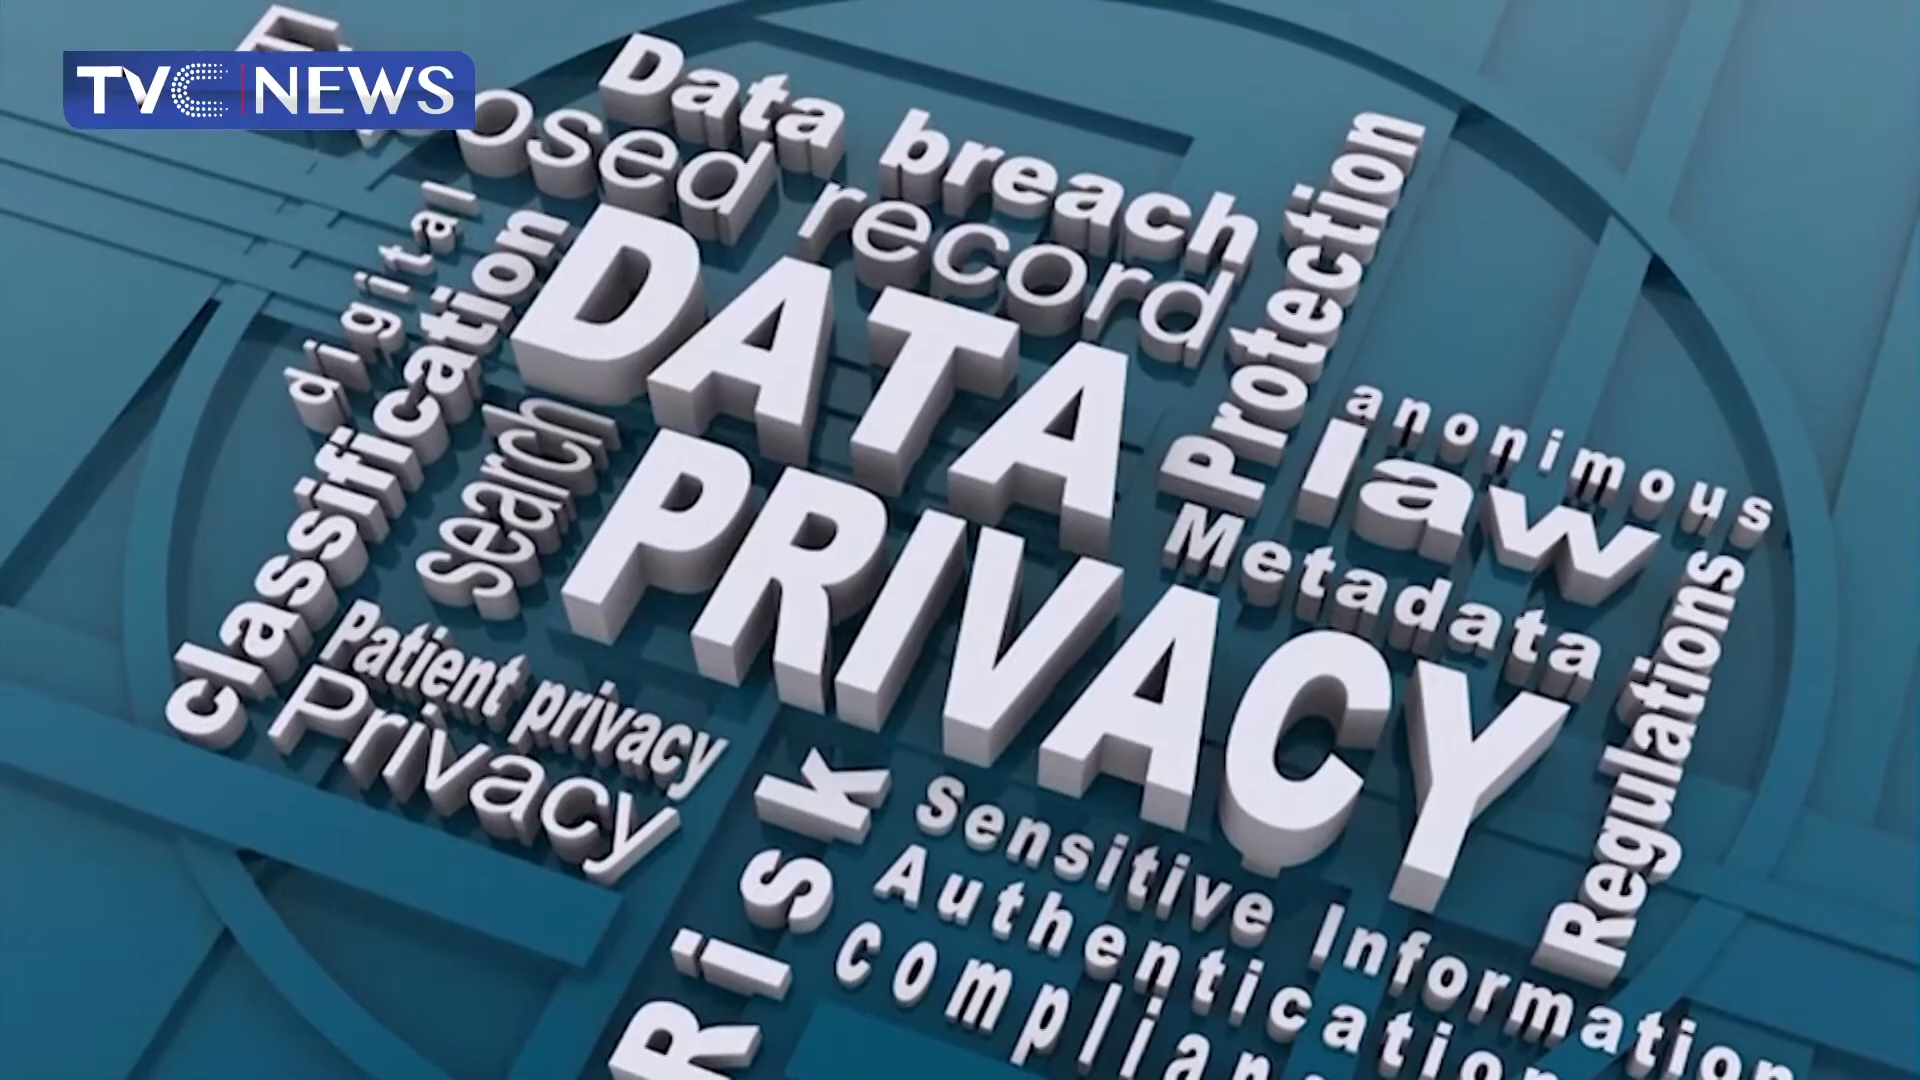 TVC NEWS
Data breach
osed record
Protection
digital
classification
search
DATA
PRIVACY
anonimous
law
Metadata
Regulations
Patient privacy
Privacy
Risk
Sensitive Information
Authentication
complian